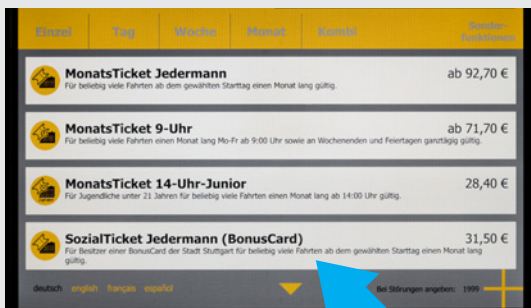 Einzel Tag Woche Monat Kombi Sonder-
funktionen
MonatsTicket Jedermann ab 92,70 €
Für beliebig viele Fahrten ab dem gewählten Starttag einen Monat lang gültig.
MonatsTicket 9-Uhr ab 71,70 €
Für beliebig viele Fahrten einen Monat lang Mo-Fr ab 9:00 Uhr sowie an Wochenenden und Feiertagen ganztägig gültig.
MonatsTicket 14-Uhr-Junior 28,40 €
Für Jugendliche unter 21 Jahren für beliebig viele Fahrten einen Monat lang ab 14:00 Uhr gültig.
SozialTicket Jedermann (BonusCard) 31,50 €
Für Besitzer einer BonusCard der Stadt Stuttgart für beliebig viele Fahrten ab dem gewählten Starttag einen Monat lang
gültig.
deutsch english français español Bei Störungen angeben: 1999